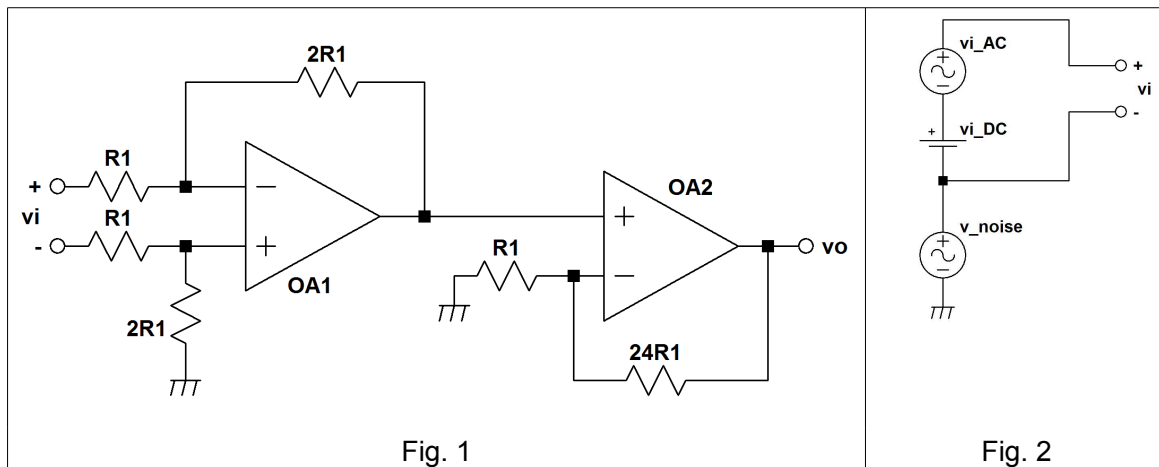 2R1
R1
+
vi
R1
-
−
+
OA1
2R1
OA2
+
−
R1
vo
24R1
Fig. 1
vi_AC
+
−
+
vi
-
+
vi_DC
v_noise
+
−
Fig. 2